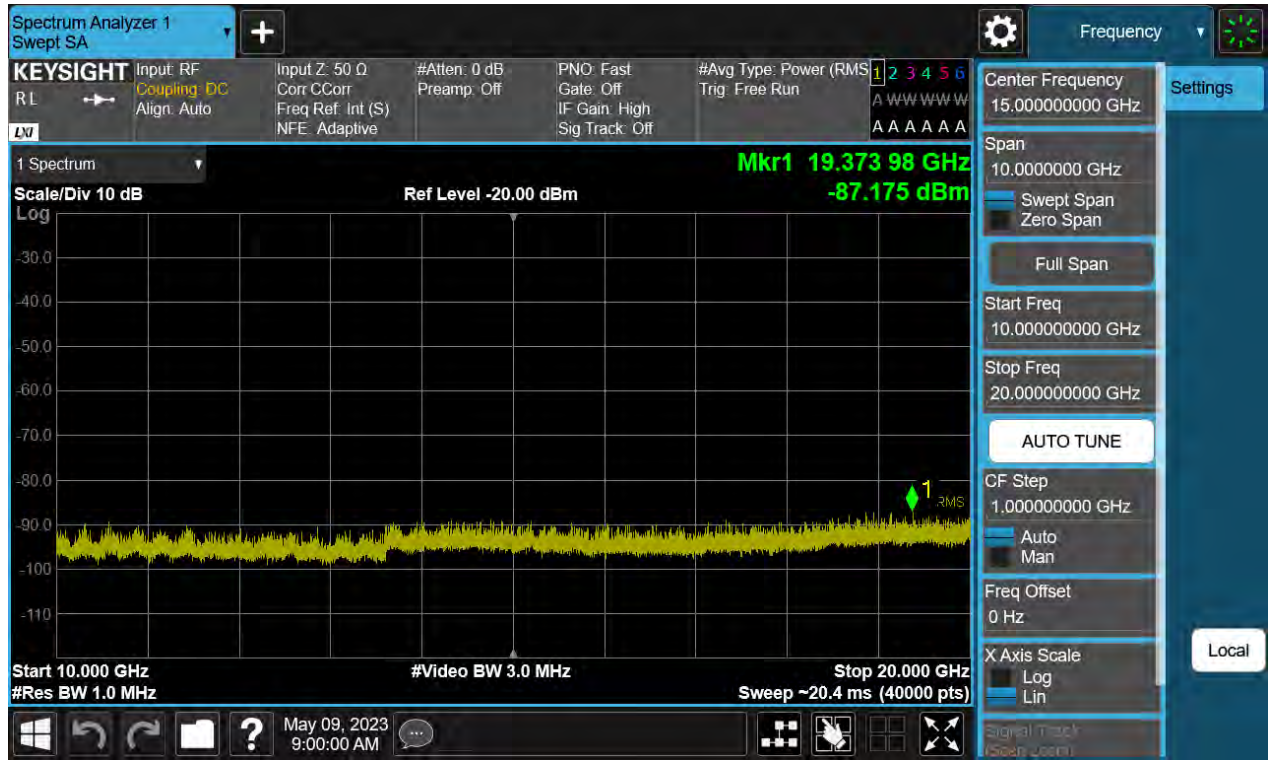 Spectrum Analyzer 1
Swept SA
Frequency
KEYSIGHT
RL
LXI
Input: RF
Coupling: DC
Align: Auto
Input Z: 50 Ω
Corr CCorr
Freq Ref: Int (S)
NFE: Adaptive
#Atten: 0 dB
Preamp: Off
PNO: Fast
Gate: Off
IF Gain: High
Sig Track: Off
#Avg Type: Power (RMS
Trig: Free Run
1 2 3 4 5 6
A W W W W W
A A A A A A
1 Spectrum
Scale/Div 10 dB
Log
Ref Level -20.00 dBm
Mkr1 19.373 98 GHz
-87.175 dBm
-30.0
-40.0
-50.0
-60.0
-70.0
-80.0
-90.0
-100
-110
1
RMS
Start 10.000 GHz
#Res BW 1.0 MHz
#Video BW 3.0 MHz
Stop 20.000 GHz
Sweep ~20.4 ms (40000 pts)
Center Frequency
15.000000000 GHz
Span
10.0000000 GHz
Swept Span
Zero Span
Full Span
Start Freq
10.000000000 GHz
Stop Freq
20.000000000 GHz
AUTO TUNE
CF Step
1.000000000 GHz
Auto
Man
Freq Offset
0 Hz
X Axis Scale
Log
Lin
Signal Track
(Span Zoom)
Settings
Local
?
May 09, 2023
9:00:00 AM